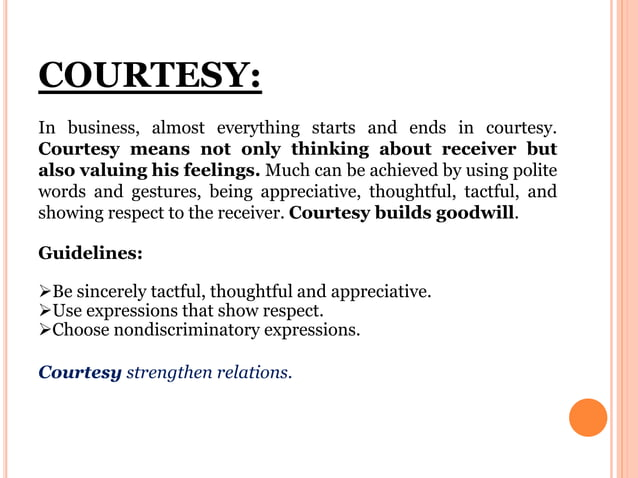 COURTESY:
In business, almost everything starts and ends in courtesy.
Courtesy means not only thinking about receiver but
also valuing his feelings. Much can be achieved by using polite
words and gestures, being appreciative, thoughtful, tactful, and
showing respect to the receiver. Courtesy builds goodwill.
Guidelines:
➢Be sincerely tactful, thoughtful and appreciative.
➢Use expressions that show respect.
➢Choose nondiscriminatory expressions.
Courtesy strengthen relations.